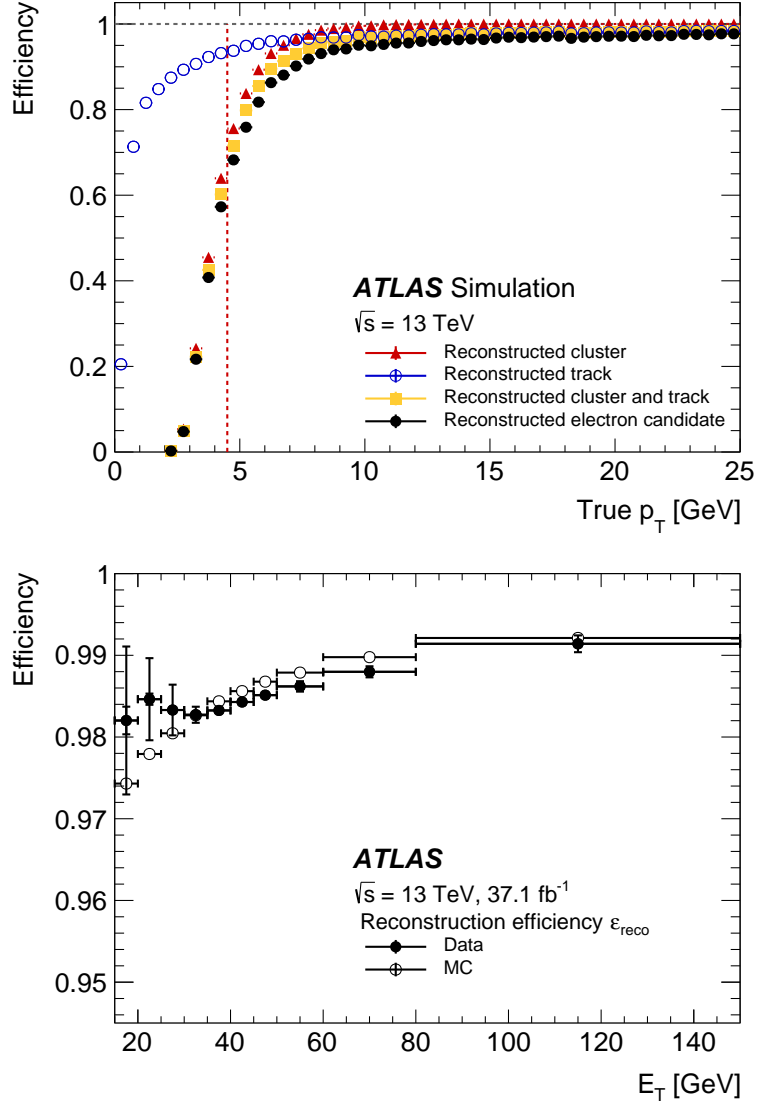 Efficiency
1
0.8
0.6
0.4
0.2
0
ATLAS Simulation
√s = 13 TeV
Reconstructed cluster
Reconstructed track
Reconstructed cluster and track
Reconstructed electron candidate
0 5 10 15 20 25
True p_T [GeV]
Efficiency
1
0.99
0.98
0.97
0.96
0.95
ATLAS
√s = 13 TeV, 37.1 fb⁻¹
Reconstruction efficiency ε_reco
Data
MC
20 40 60 80 100 120 140
E_T [GeV]